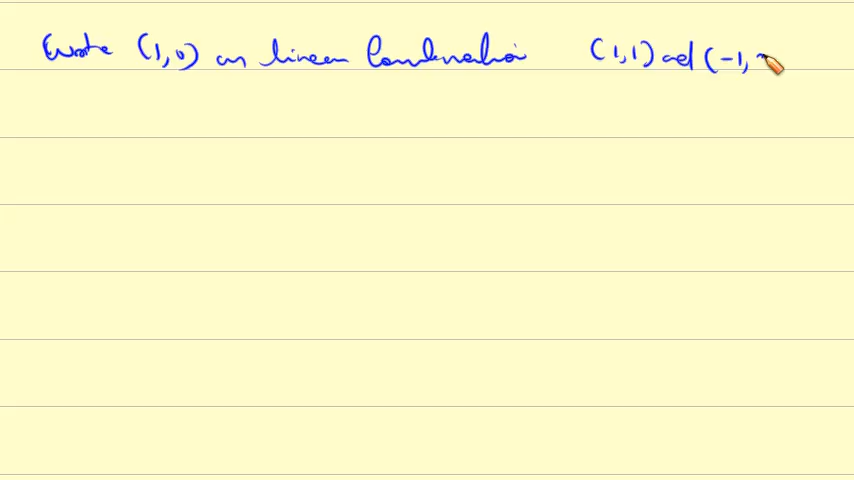 Write (1,0) as linear Combination (1,1) and (-1,